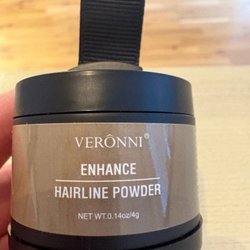 VERÔNNI®
ENHANCE
HAIRLINE POWDER
NET WT.0.14oz/4g